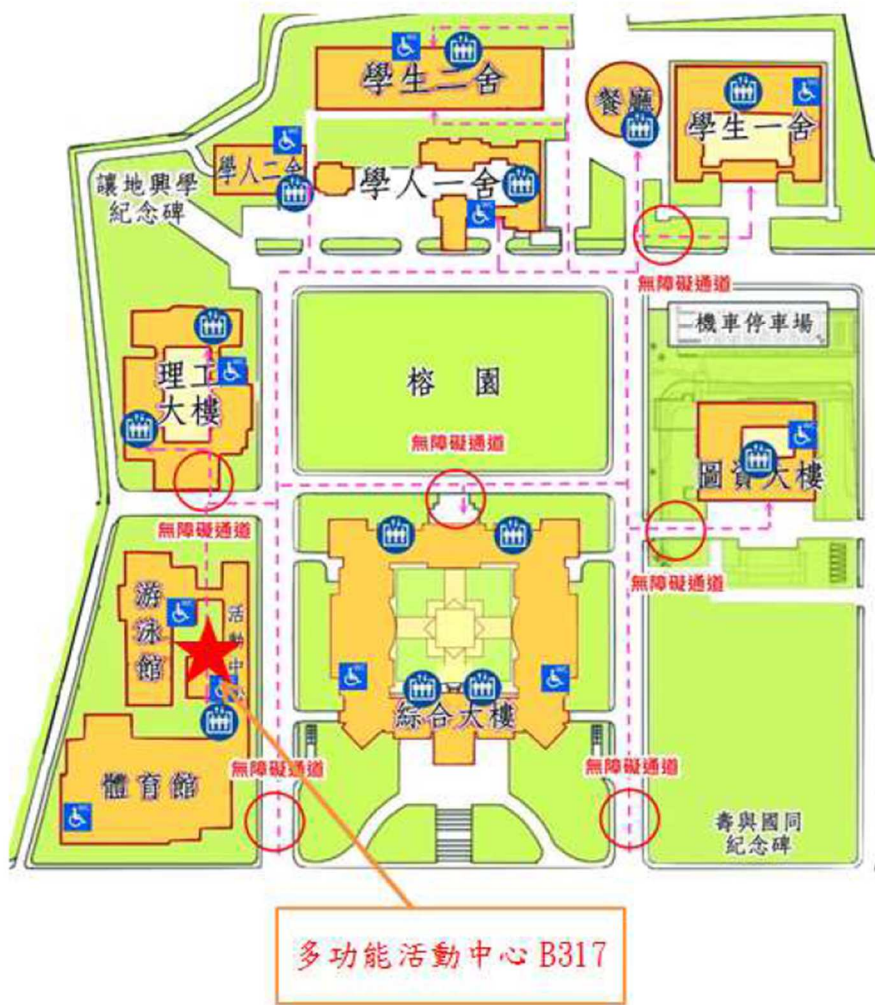 學生二舍
餐廳
學生一舍
學人二舍
學人一舍
讓地興學
紀念碑
無障礙通道
機車停車場
理工
大樓
榕園
無障礙通道
圖資大樓
無障礙通道
無障礙通道
游泳館
活動中心
綜合大樓
無障礙通道
無障礙通道
體育館
壽與國同
紀念碑
多功能活動中心 B317